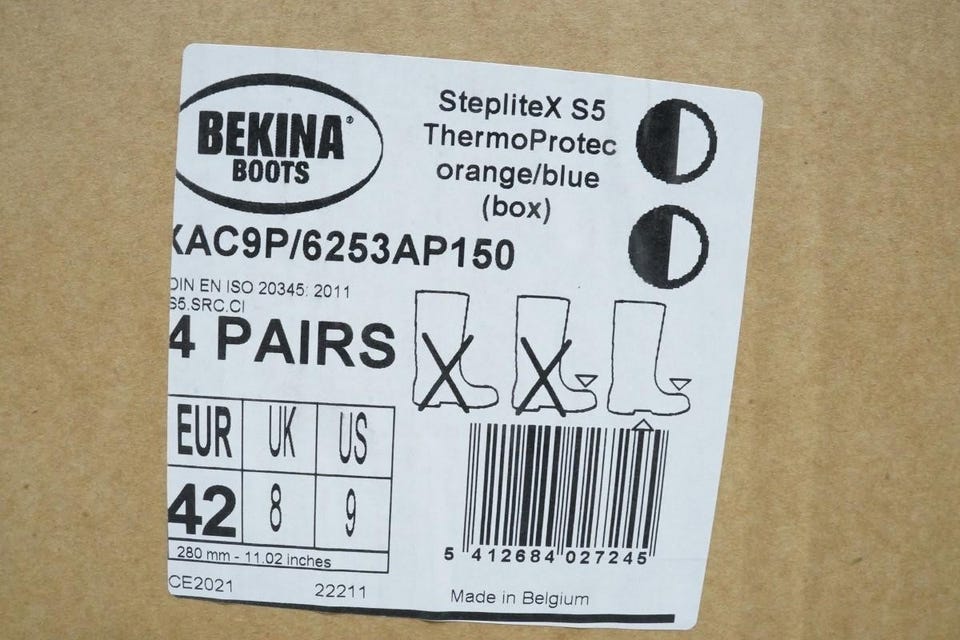 BEKINA®
BOOTS
StepliteX S5
ThermoProtec
orange/blue
(box)
XAC9P/6253AP150
DIN EN ISO 20345: 2011
S5.SRC.CI
4 PAIRS
EUR UK US
42 8 9
280 mm - 11.02 inches
CE2021 22211
5 412684 027245
Made in Belgium